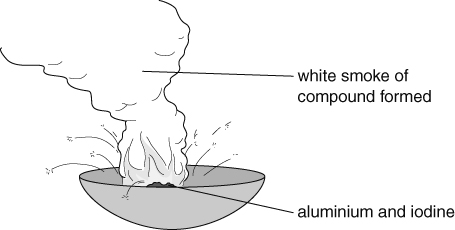 white smoke of
compound formed
aluminium and iodine